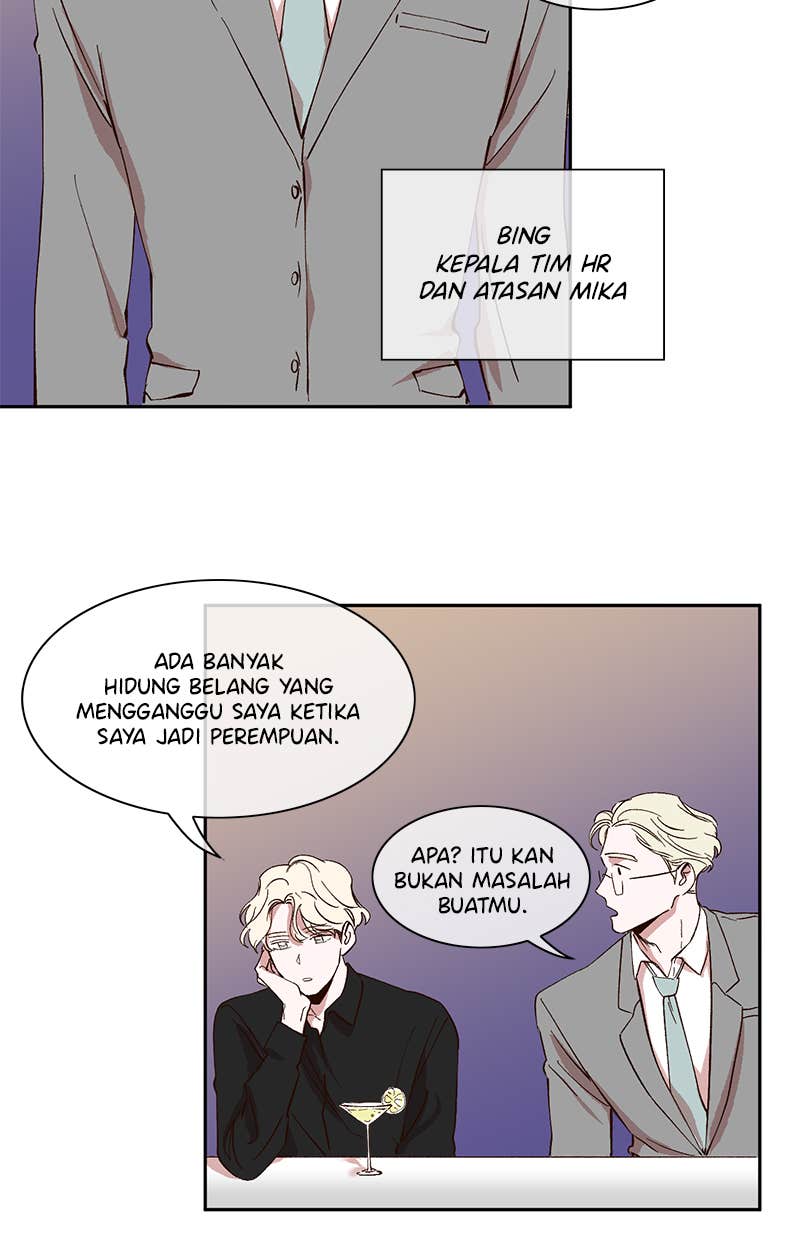 BING
KEPALA TIM HR
DAN ATASAN MIKA
ADA BANYAK
HIDUNG BELANG YANG
MENGGANGGU SAYA KETIKA
SAYA JADI PEREMPUAN.
APA? ITU KAN
BUKAN MASALAH
BUATMU.